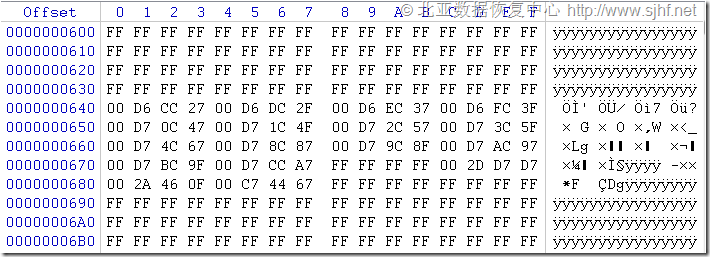 © 北亚数据恢复中心 http://www.sjhf.net
Offset 0 1 2 3 4 5 6 7 8 9 A B C D E F
0000000600 FF FF FF FF FF FF FF FF FF FF FF FF FF FF FF FF ÿÿÿÿÿÿÿÿÿÿÿÿÿÿÿÿ
0000000610 FF FF FF FF FF FF FF FF FF FF FF FF FF FF FF FF ÿÿÿÿÿÿÿÿÿÿÿÿÿÿÿÿ
0000000620 FF FF FF FF FF FF FF FF FF FF FF FF FF FF FF FF ÿÿÿÿÿÿÿÿÿÿÿÿÿÿÿÿ
0000000630 FF FF FF FF FF FF FF FF FF FF FF FF FF FF FF FF ÿÿÿÿÿÿÿÿÿÿÿÿÿÿÿÿ
0000000640 00 D6 CC 27 00 D6 DC 2F 00 D6 EC 37 00 D6 FC 3F ÖÌ' ÖÜ/ Öì7 Öü?
0000000650 00 D7 0C 47 00 D7 1C 4F 00 D7 2C 57 00 D7 3C 5F × G × O ×,W ×<_
0000000660 00 D7 4C 67 00 D7 8C 87 00 D7 9C 8F 00 D7 AC 97 ×Lg ×▌▌ ×▌ ×¬▌
0000000670 00 D7 BC 9F 00 D7 CC A7 FF FF FF FF 00 2D D7 D7 ×¼▌ ×̧ÿÿÿÿ -××
0000000680 00 2A 46 0F 00 C7 44 67 FF FF FF FF FF FF FF FF *F ÇDgÿÿÿÿÿÿÿÿ
0000000690 FF FF FF FF FF FF FF FF FF FF FF FF FF FF FF FF ÿÿÿÿÿÿÿÿÿÿÿÿÿÿÿÿ
00000006A0 FF FF FF FF FF FF FF FF FF FF FF FF FF FF FF FF ÿÿÿÿÿÿÿÿÿÿÿÿÿÿÿÿ
00000006B0 FF FF FF FF FF FF FF FF FF FF FF FF FF FF FF FF ÿÿÿÿÿÿÿÿÿÿÿÿÿÿÿÿ